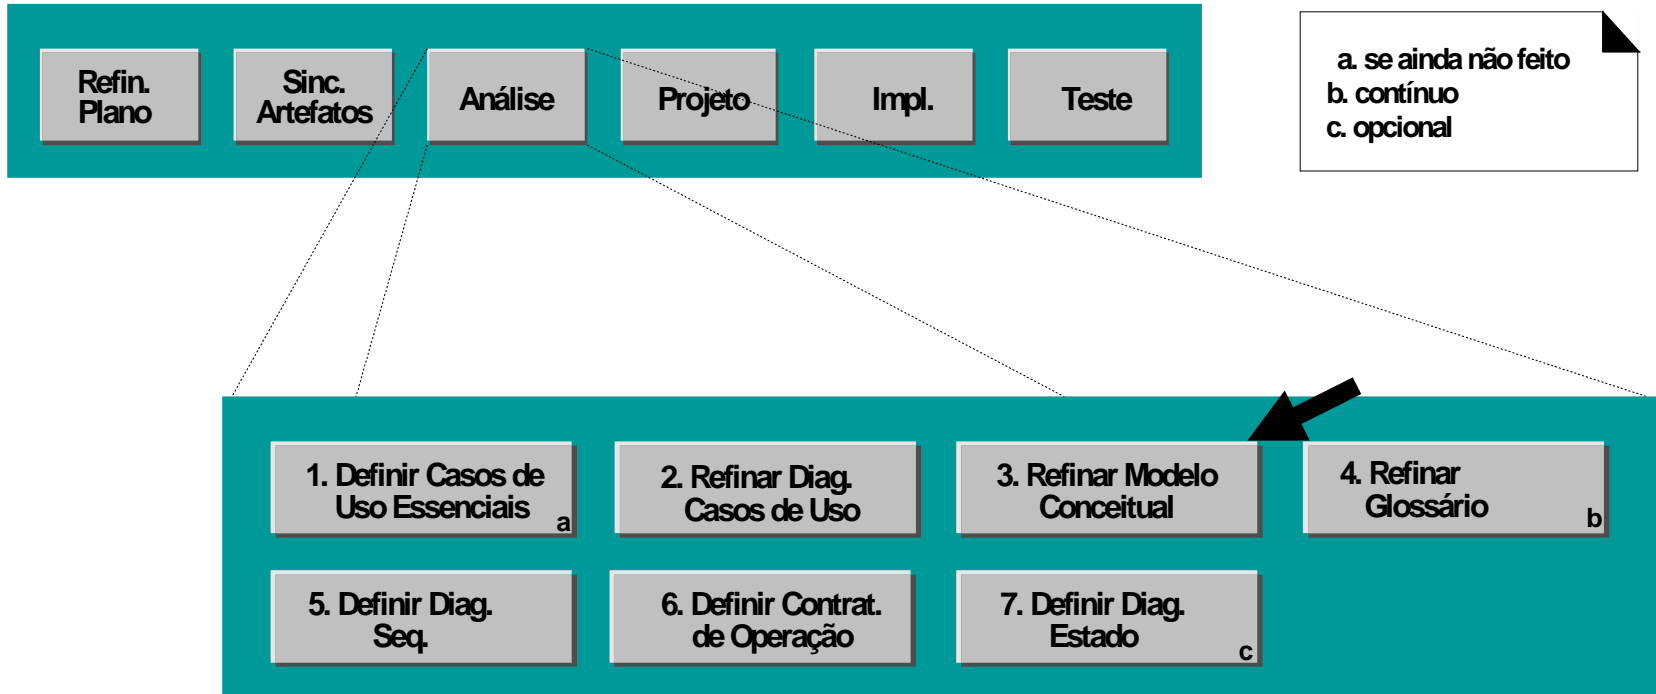 Refin.
Plano
Sinc.
Artefatos
Análise
Projeto
Impl.
Teste
a. se ainda não feito
b. contínuo
c. opcional
1. Definir Casos de
Uso Essenciais
a
2. Refinar Diag.
Casos de Uso
3. Refinar Modelo
Conceitual
4. Refinar
Glossário
b
5. Definir Diag.
Seq.
6. Definir Contrat.
de Operação
7. Definir Diag.
Estado
c